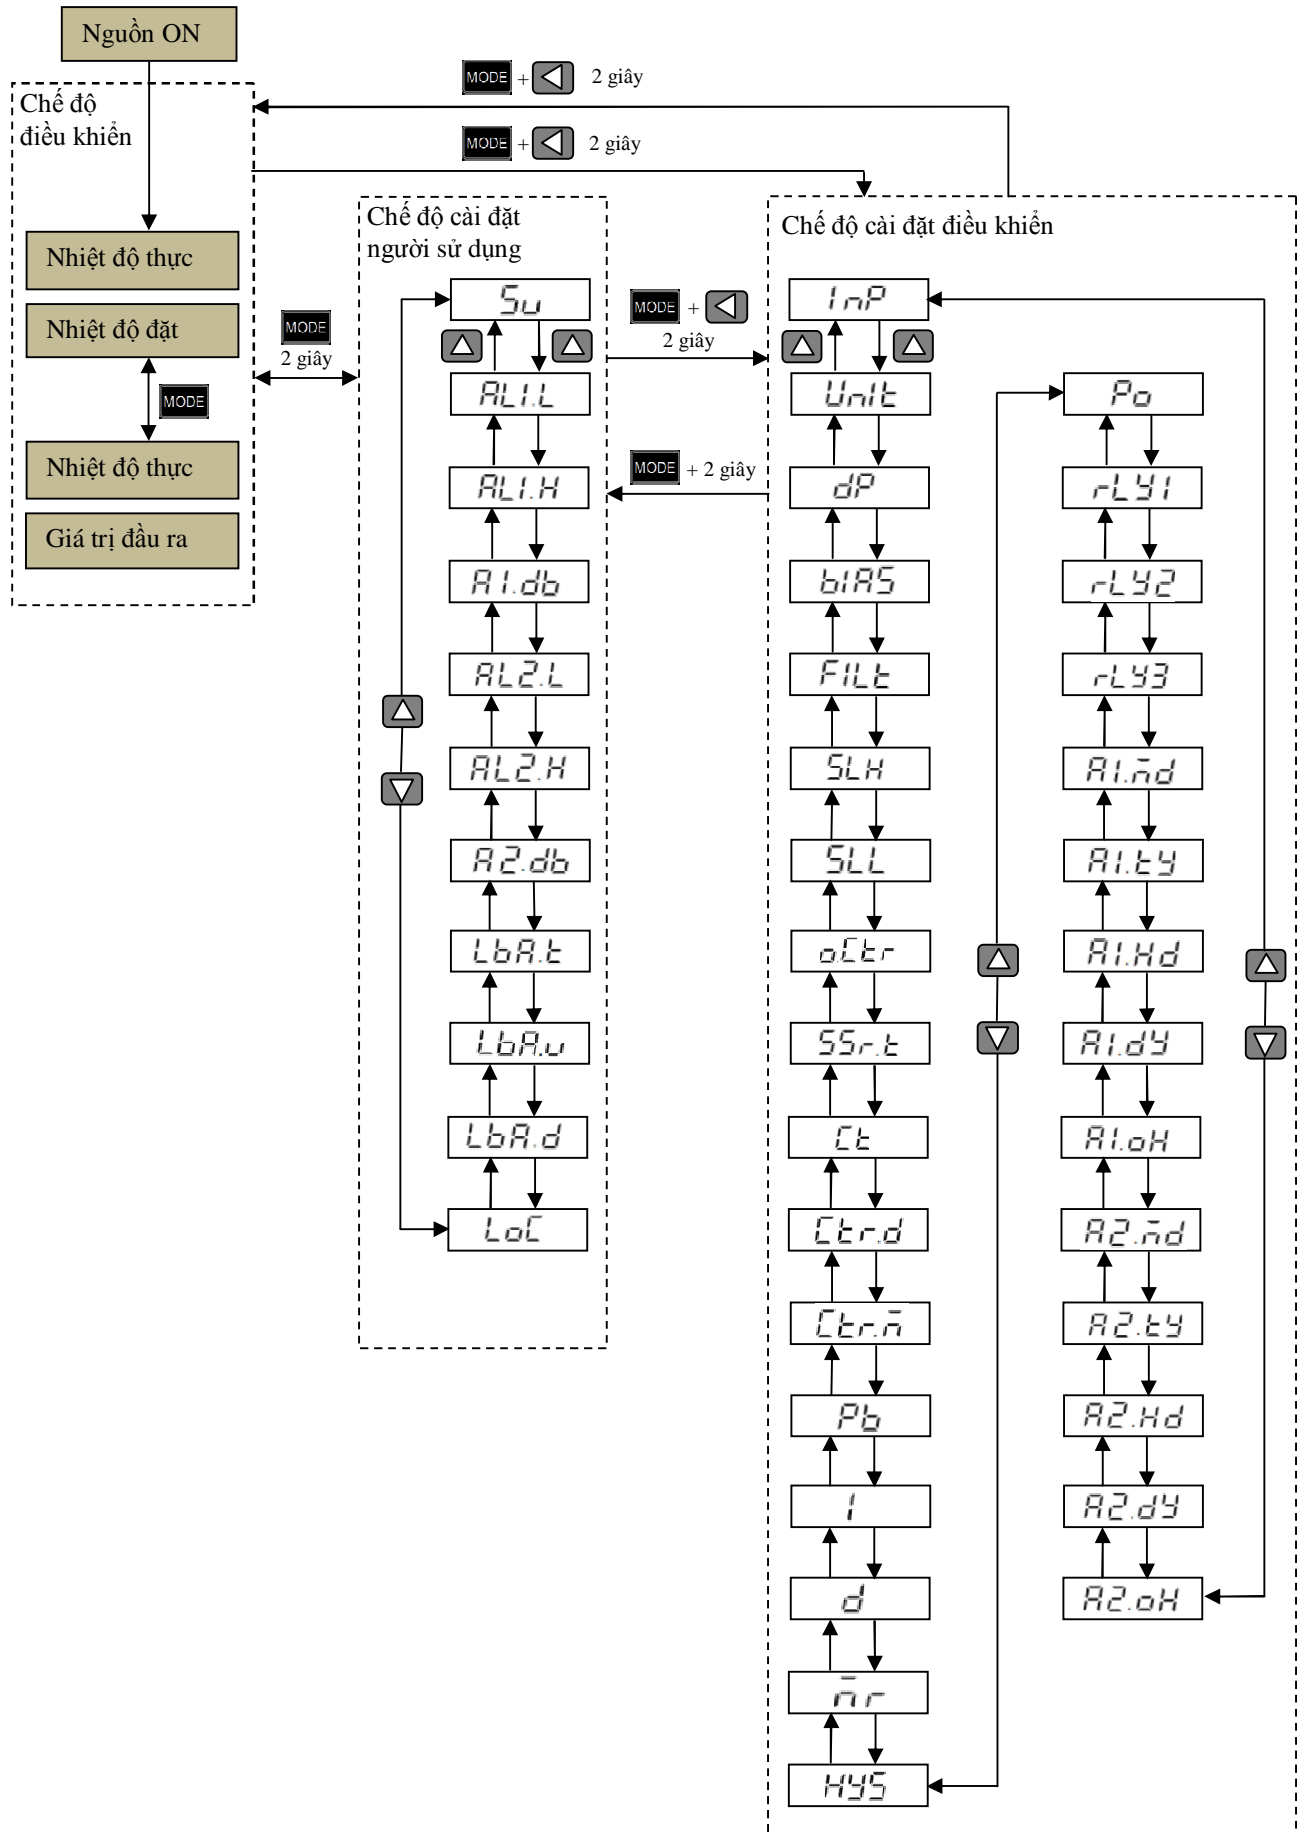 Nguồn ON
MODE + 2 giây
Chế độ
điều khiển
MODE + 2 giây
Nhiệt độ thực
Nhiệt độ đặt
MODE
Nhiệt độ thực
Giá trị đầu ra
MODE
2 giây
Chế độ cài đặt
người sử dụng
Su
AL1.L
AL1.H
A1.db
AL2.L
AL2.H
A2.db
LbA.t
LbA.u
LbA.d
LoC
MODE +
2 giây
MODE + 2 giây
Chế độ cài đặt điều khiển
InP
UnIt
dP
bIAS
FILt
SLH
SLL
o.Ctr
SSr.t
Ct
Ctr.d
Ctr.m̄
Pb
I
d
m̄r
HYS
Po
rLY1
rLY2
rLY3
A1.m̄d
A1.tY
A1.Hd
A1.dY
A1.oH
A2.m̄d
A2.tY
A2.Hd
A2.dY
A2.oH